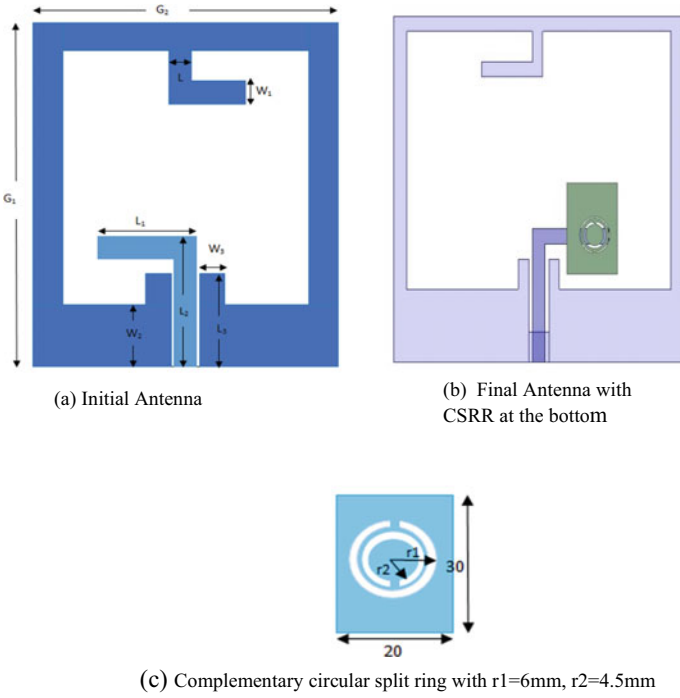 G₂
L
W₁
G₁
L₁
W₃
L₂
L₃
W₂
(a) Initial Antenna
(b) Final Antenna with
CSRR at the bottom
r1
r2
30
20
(c) Complementary circular split ring with r1=6mm, r2=4.5mm